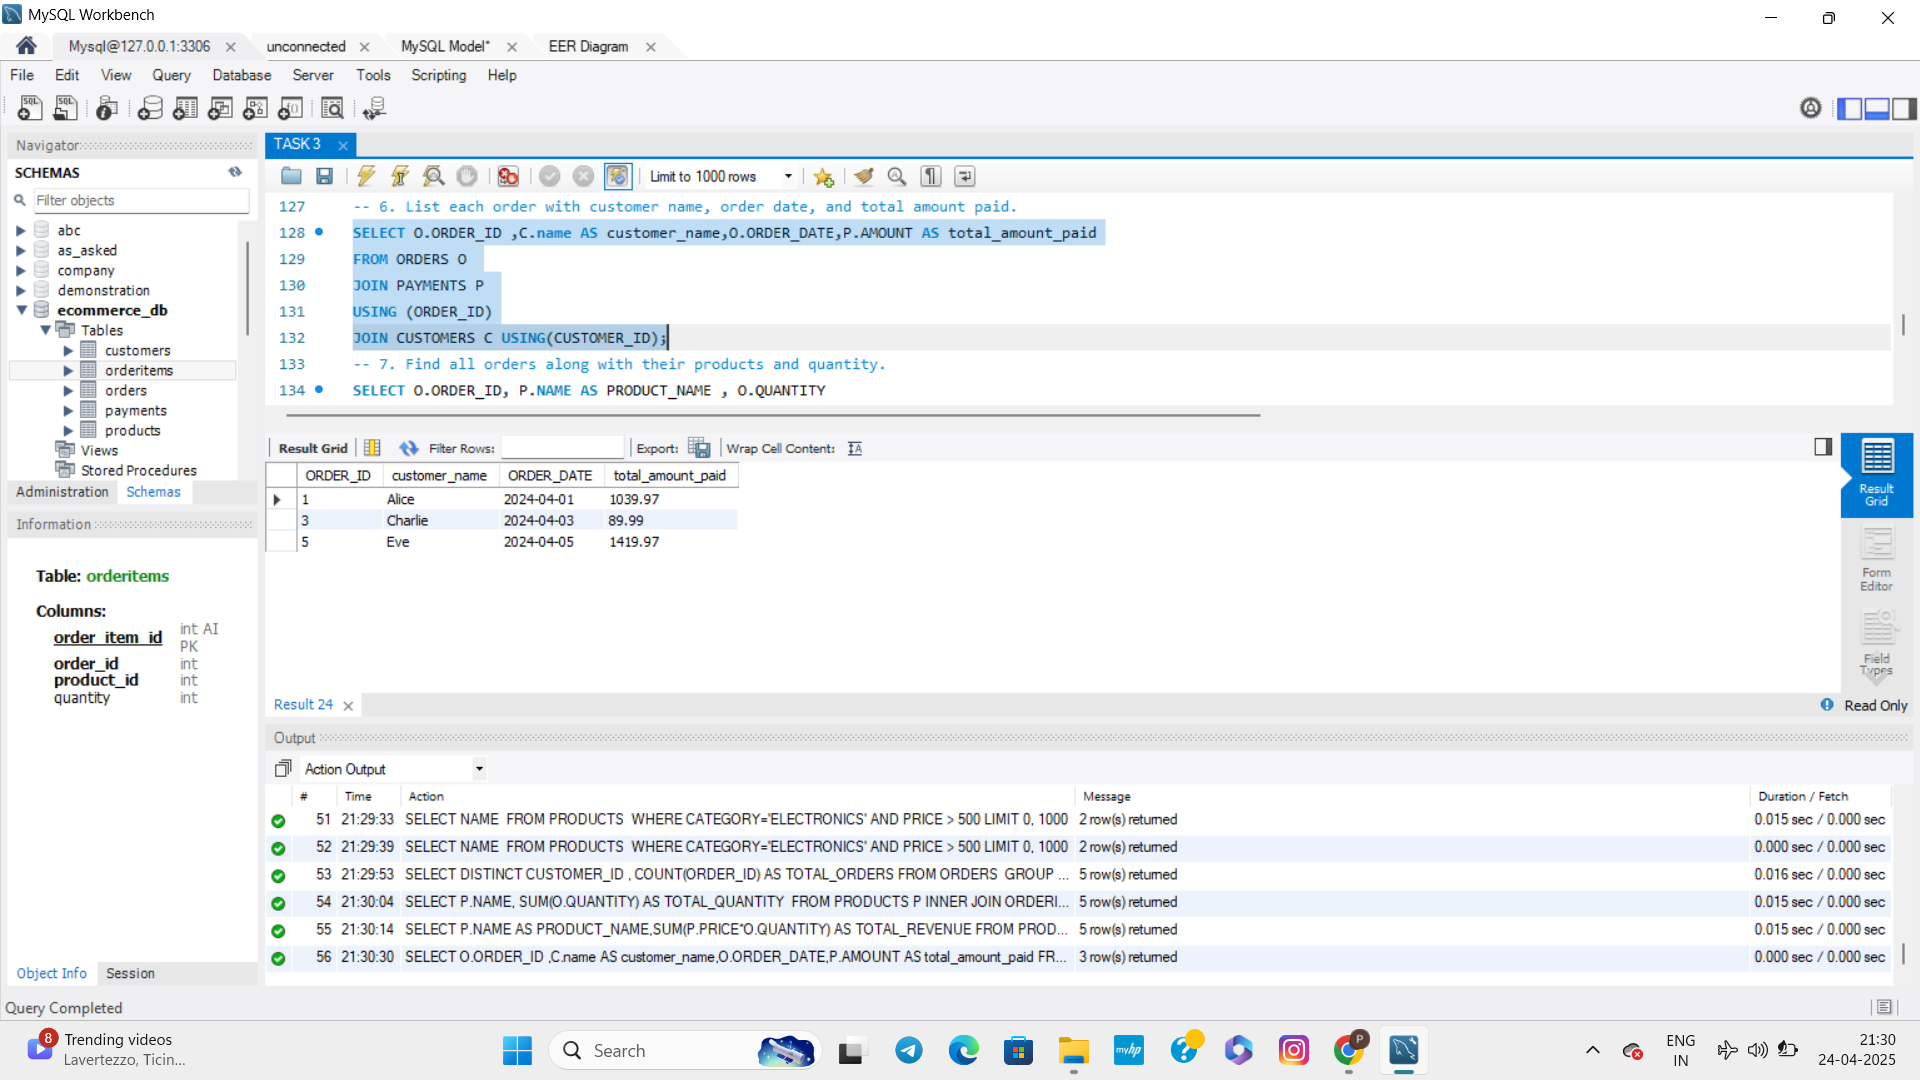 MySQL Workbench
Mysql@127.0.0.1:3306
unconnected
MySQL Model*
EER Diagram
File Edit View Query Database Server Tools Scripting Help
Navigator
SCHEMAS
Filter objects
abc
as_asked
company
demonstration
ecommerce_db
Tables
customers
orderitems
orders
payments
products
Views
Stored Procedures
Administration Schemas
Information
Table: orderitems
Columns:
order_item_id int AI PK
order_id int
product_id int
quantity int
Object Info Session
Query Completed
TASK 3
Limit to 1000 rows
127 -- 6. List each order with customer name, order date, and total amount paid.
128 SELECT O.ORDER_ID ,C.name AS customer_name,O.ORDER_DATE,P.AMOUNT AS total_amount_paid
129 FROM ORDERS O
130 JOIN PAYMENTS P
131 USING (ORDER_ID)
132 JOIN CUSTOMERS C USING(CUSTOMER_ID);
133 -- 7. Find all orders along with their products and quantity.
134 SELECT O.ORDER_ID, P.NAME AS PRODUCT_NAME , O.QUANTITY
Result Grid Filter Rows: Export: Wrap Cell Content:
ORDER_ID customer_name ORDER_DATE total_amount_paid
1 Alice 2024-04-01 1039.97
3 Charlie 2024-04-03 89.99
5 Eve 2024-04-05 1419.97
Result Grid
Form Editor
Field Types
Result 24
Read Only
Output
Action Output
# Time Action Message Duration / Fetch
51 21:29:33 SELECT NAME FROM PRODUCTS WHERE CATEGORY='ELECTRONICS' AND PRICE > 500 LIMIT 0, 1000 2 row(s) returned 0.015 sec / 0.000 sec
52 21:29:39 SELECT NAME FROM PRODUCTS WHERE CATEGORY='ELECTRONICS' AND PRICE > 500 LIMIT 0, 1000 2 row(s) returned 0.000 sec / 0.000 sec
53 21:29:53 SELECT DISTINCT CUSTOMER_ID , COUNT(ORDER_ID) AS TOTAL_ORDERS FROM ORDERS GROUP ... 5 row(s) returned 0.016 sec / 0.000 sec
54 21:30:04 SELECT P.NAME, SUM(O.QUANTITY) AS TOTAL_QUANTITY FROM PRODUCTS P INNER JOIN ORDERI... 5 row(s) returned 0.015 sec / 0.000 sec
55 21:30:14 SELECT P.NAME AS PRODUCT_NAME,SUM(P.PRICE*O.QUANTITY) AS TOTAL_REVENUE FROM PROD... 5 row(s) returned 0.015 sec / 0.000 sec
56 21:30:30 SELECT O.ORDER_ID ,C.name AS customer_name,O.ORDER_DATE,P.AMOUNT AS total_amount_paid FR... 3 row(s) returned 0.000 sec / 0.000 sec
8
Trending videos
Lavertezzo, Ticin...
Search
myhp
P
ENG
IN
21:30
24-04-2025